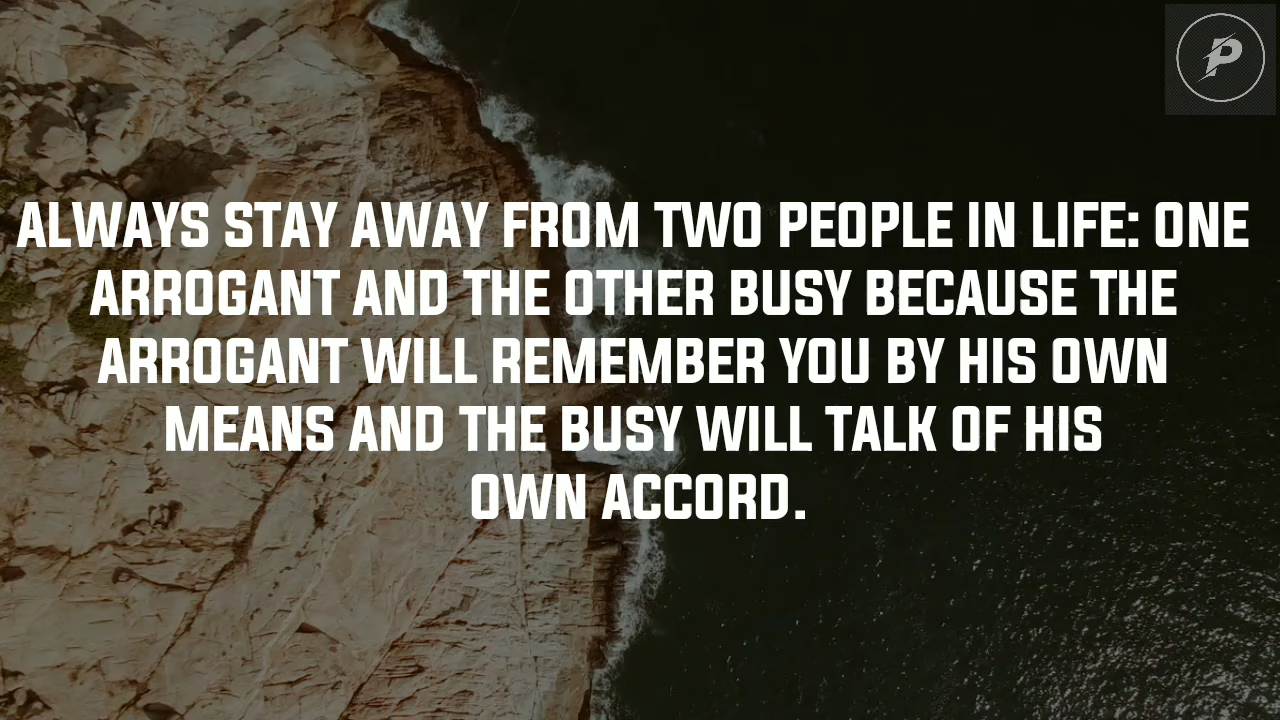 P
ALWAYS STAY AWAY FROM TWO PEOPLE IN LIFE: ONE
ARROGANT AND THE OTHER BUSY BECAUSE THE
ARROGANT WILL REMEMBER YOU BY HIS OWN
MEANS AND THE BUSY WILL TALK OF HIS
OWN ACCORD.